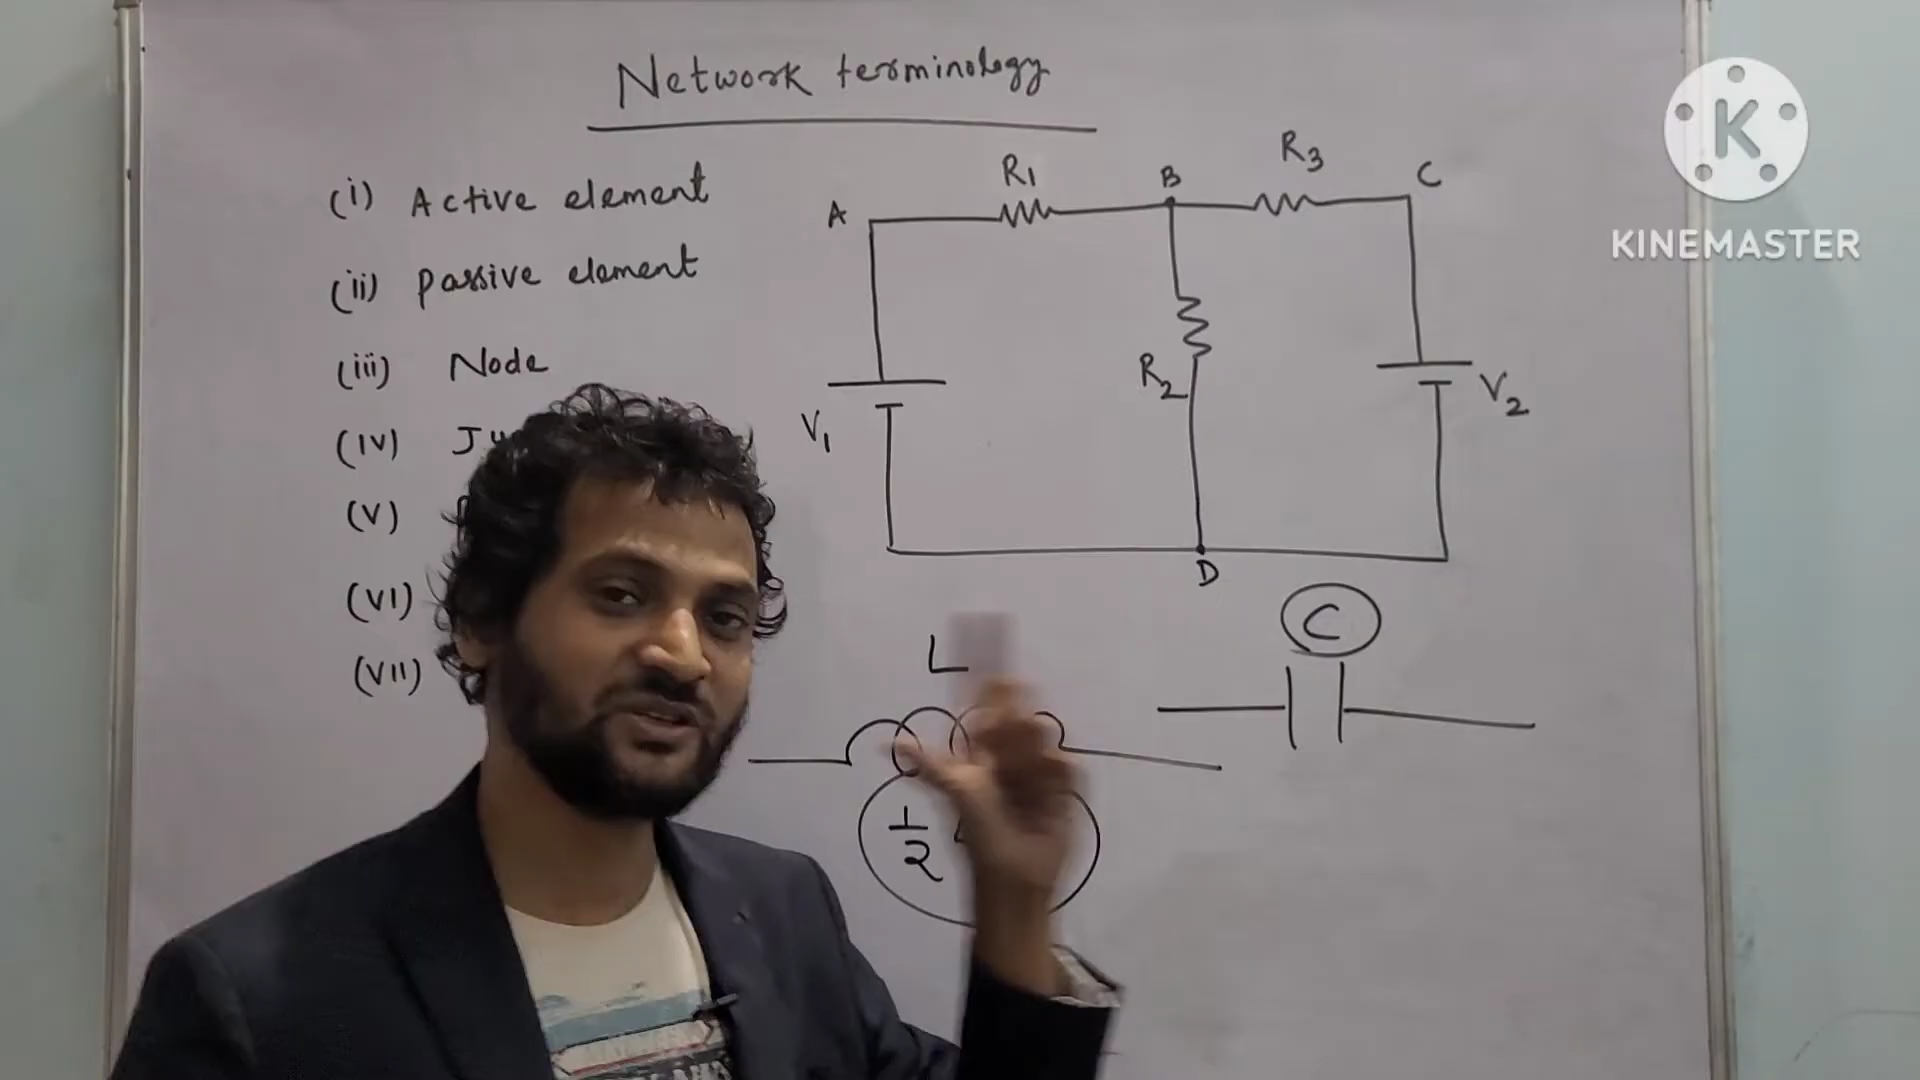 Network terminology
(i) Active element
(ii) Passive element
(iii) Node
(iv)
(v)
(vi)
(vii)
A
R1
B
R3
C
V1
R2
V2
D
L
C
1/2
K
KINEMASTER